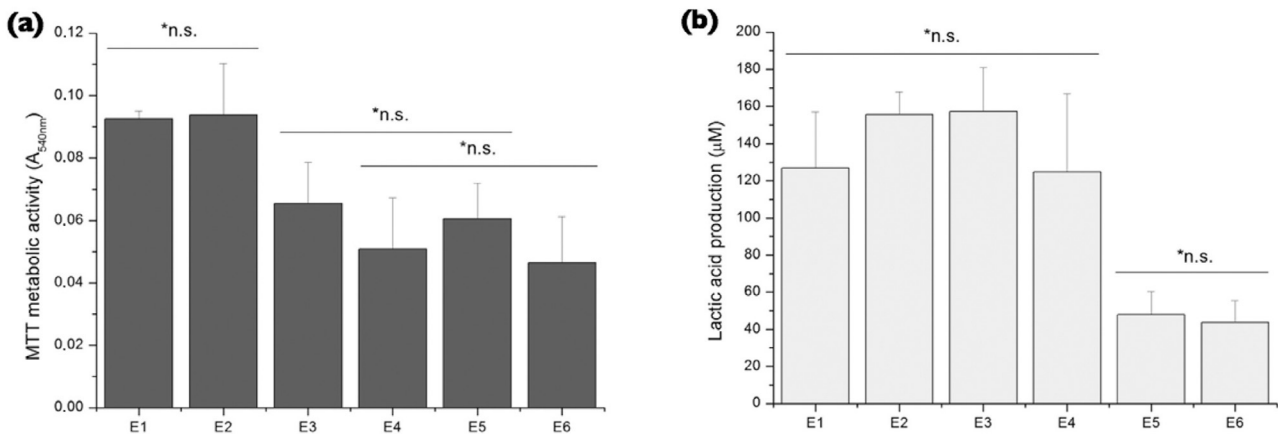 (a)
*n.s.
*n.s.
*n.s.
0.12
0.10
0.08
0.06
0.04
0.02
0.00
MTT metabolic activity (A540nm)
E1 E2 E3 E4 E5 E6
(b)
*n.s.
*n.s.
200
180
160
140
120
100
80
60
40
20
0
Lactic acid production (µM)
E1 E2 E3 E4 E5 E6